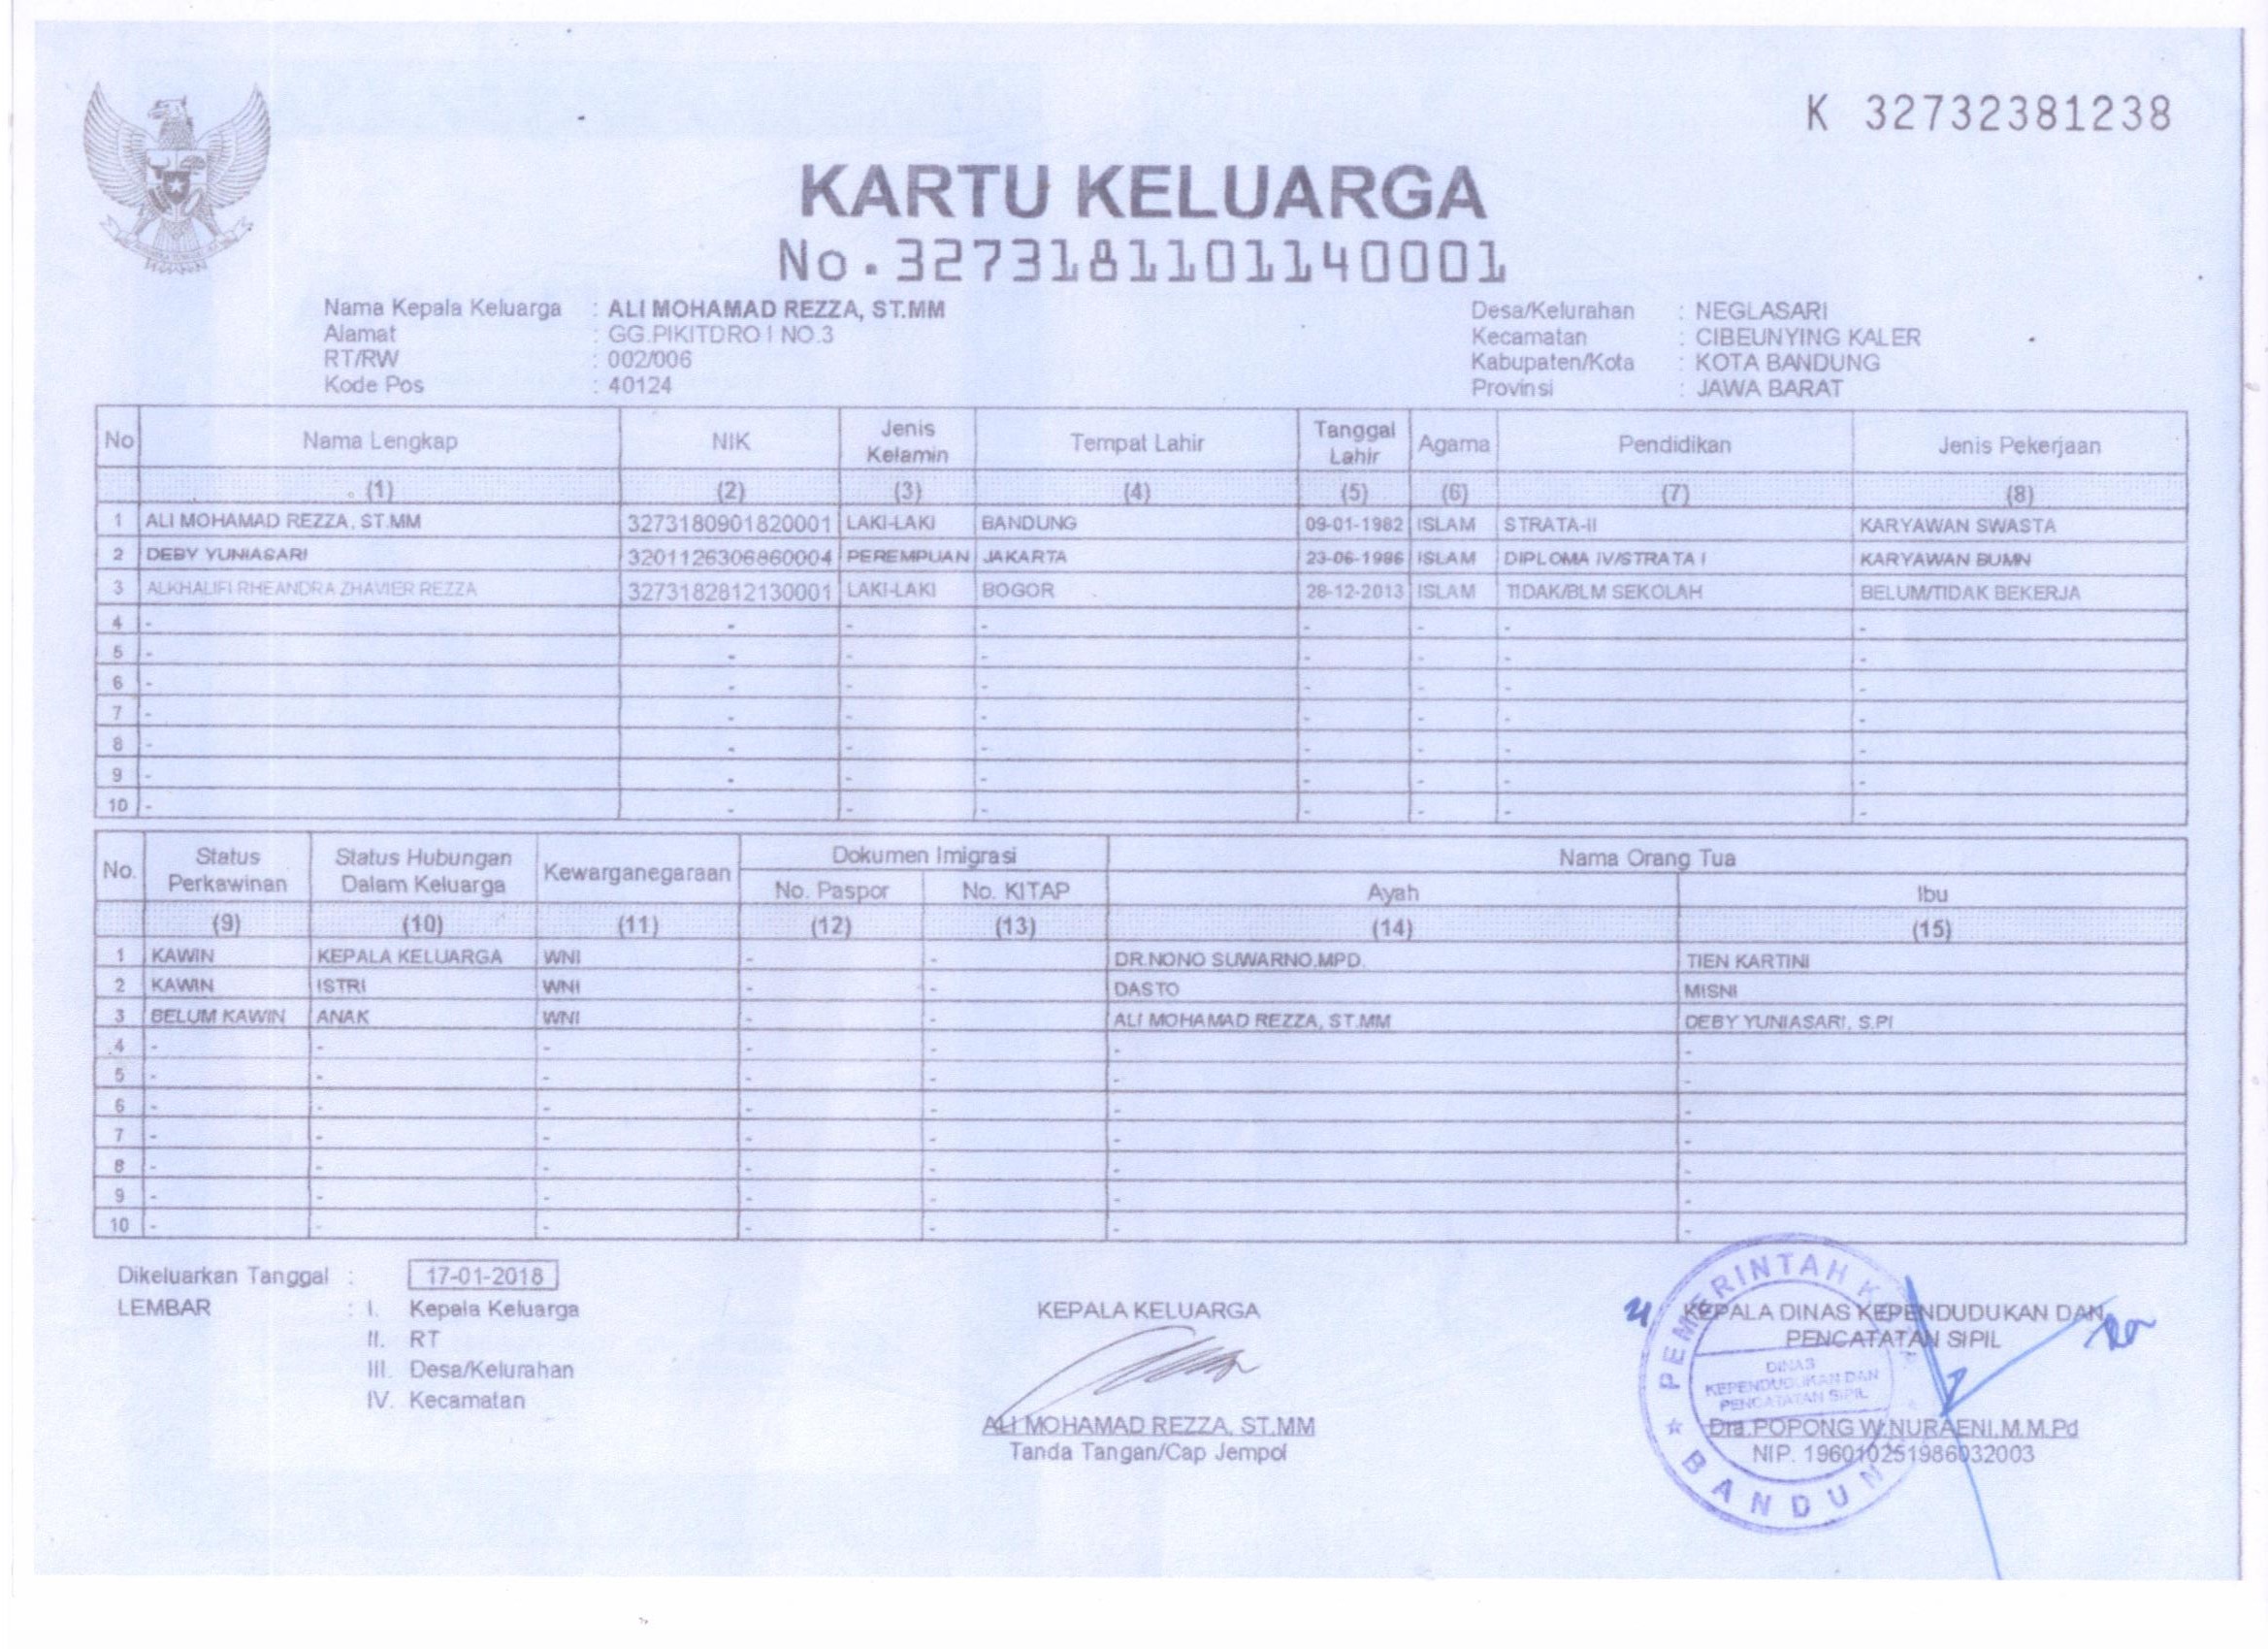 K 32732381238
KARTU KELUARGA
No.3273181101140001
Nama Kepala Keluarga : ALI MOHAMAD REZZA, ST.MM
Alamat : GG.PIKITDRO I NO.3
RT/RW : 002/006
Kode Pos : 40124
Desa/Kelurahan : NEGLASARI
Kecamatan : CIBEUNYING KALER
Kabupaten/Kota : KOTA BANDUNG
Provinsi : JAWA BARAT
No Nama Lengkap NIK Jenis Kelamin Tempat Lahir Tanggal Lahir Agama Pendidikan Jenis Pekerjaan
(1) (2) (3) (4) (5) (6) (7) (8)
1 ALI MOHAMAD REZZA, ST.MM 3273180901820001 LAKI-LAKI BANDUNG 09-01-1982 ISLAM STRATA-II KARYAWAN SWASTA
2 DEBY YUNIASARI 3201126306860004 PEREMPUAN JAKARTA 23-06-1986 ISLAM DIPLOMA IV/STRATA I KARYAWAN BUMN
3 ALKHALIFI RHEANDRA ZHAVIER REZZA 3273182812130001 LAKI-LAKI BOGOR 28-12-2013 ISLAM TIDAK/BLM SEKOLAH BELUM/TIDAK BEKERJA
4 - - - - - - - -
5 - - - - - - - -
6 - - - - - - - -
7 - - - - - - - -
8 - - - - - - - -
9 - - - - - - - -
10 - - - - - - - -
No. Status Perkawinan Status Hubungan Dalam Keluarga Kewarganegaraan Dokumen Imigrasi Nama Orang Tua
No. Paspor No. KITAP Ayah Ibu
(9) (10) (11) (12) (13) (14) (15)
1 KAWIN KEPALA KELUARGA WNI - - DR.NONO SUWARNO.MPD. TIEN KARTINI
2 KAWIN ISTRI WNI - - DASTO MISNI
3 BELUM KAWIN ANAK WNI - - ALI MOHAMAD REZZA, ST.MM DEBY YUNIASARI, S.PI
4 - - - - - - -
5 - - - - - - -
6 - - - - - - -
7 - - - - - - -
8 - - - - - - -
9 - - - - - - -
10 - - - - - - -
Dikeluarkan Tanggal : 17-01-2018
LEMBAR : I. Kepala Keluarga
II. RT
III. Desa/Kelurahan
IV. Kecamatan
KEPALA KELUARGA
ALI MOHAMAD REZZA, ST.MM
Tanda Tangan/Cap Jempol
KEPALA DINAS KEPENDUDUKAN DAN
PENCATATAN SIPIL
Dra.POPONG W.NURAENI.M.M.Pd
NIP. 196010251986032003
PEMERINTAH
DINAS
KEPENDUDUKAN DAN
PENCATATAN SIPIL
BANDUN